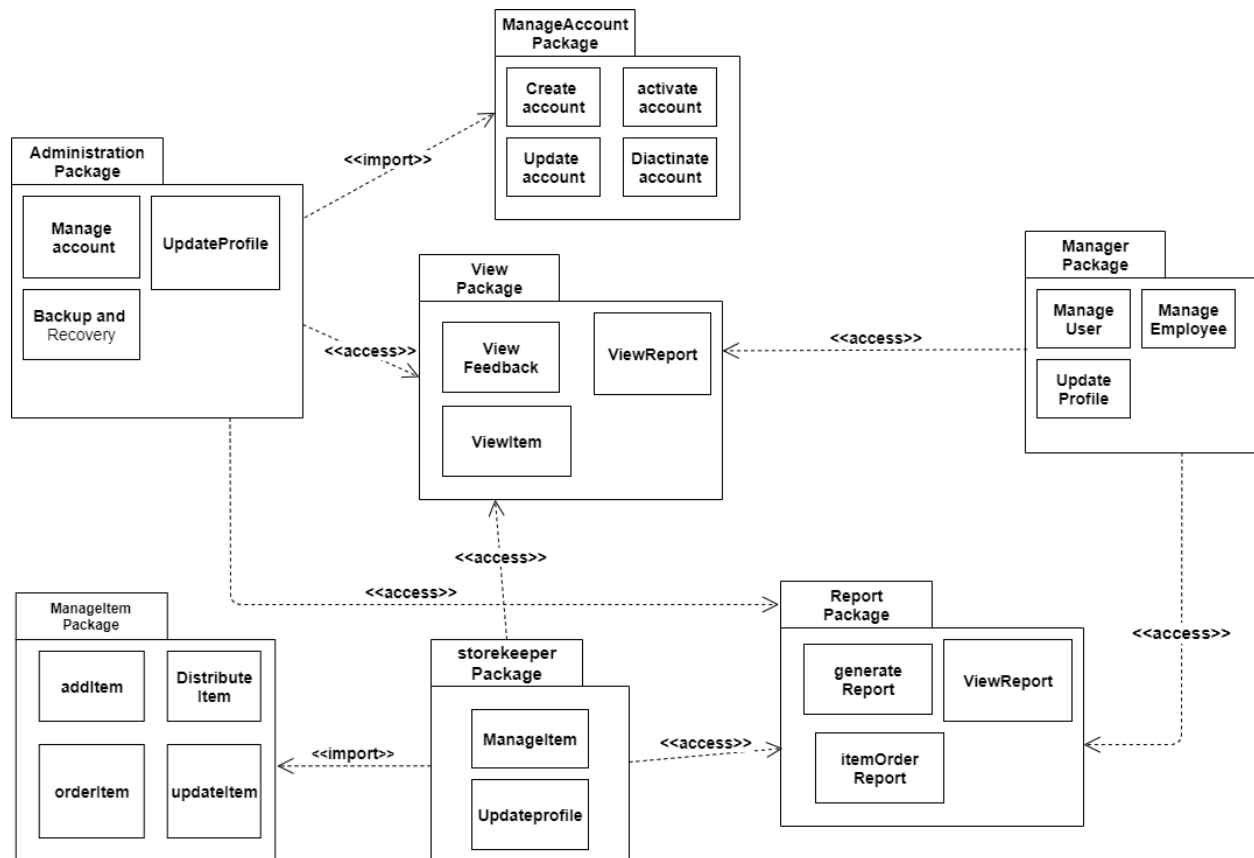 ManageAccount
Package
Create
account
activate
account
Update
account
Diactinate
account
<<import>>
Administration
Package
Manage
account
UpdateProfile
Backup and
Recovery
<<access>>
View
Package
View
Feedback
ViewReport
ViewItem
<<access>>
Manager
Package
Manage
User
Manage
Employee
Update
Profile
<<access>>
<<access>>
<<access>>
ManageItem
Package
addItem
Distribute
Item
orderItem
updateItem
<<import>>
storekeeper
Package
ManageItem
Updateprofile
<<access>>
Report
Package
generate
Report
ViewReport
itemOrder
Report